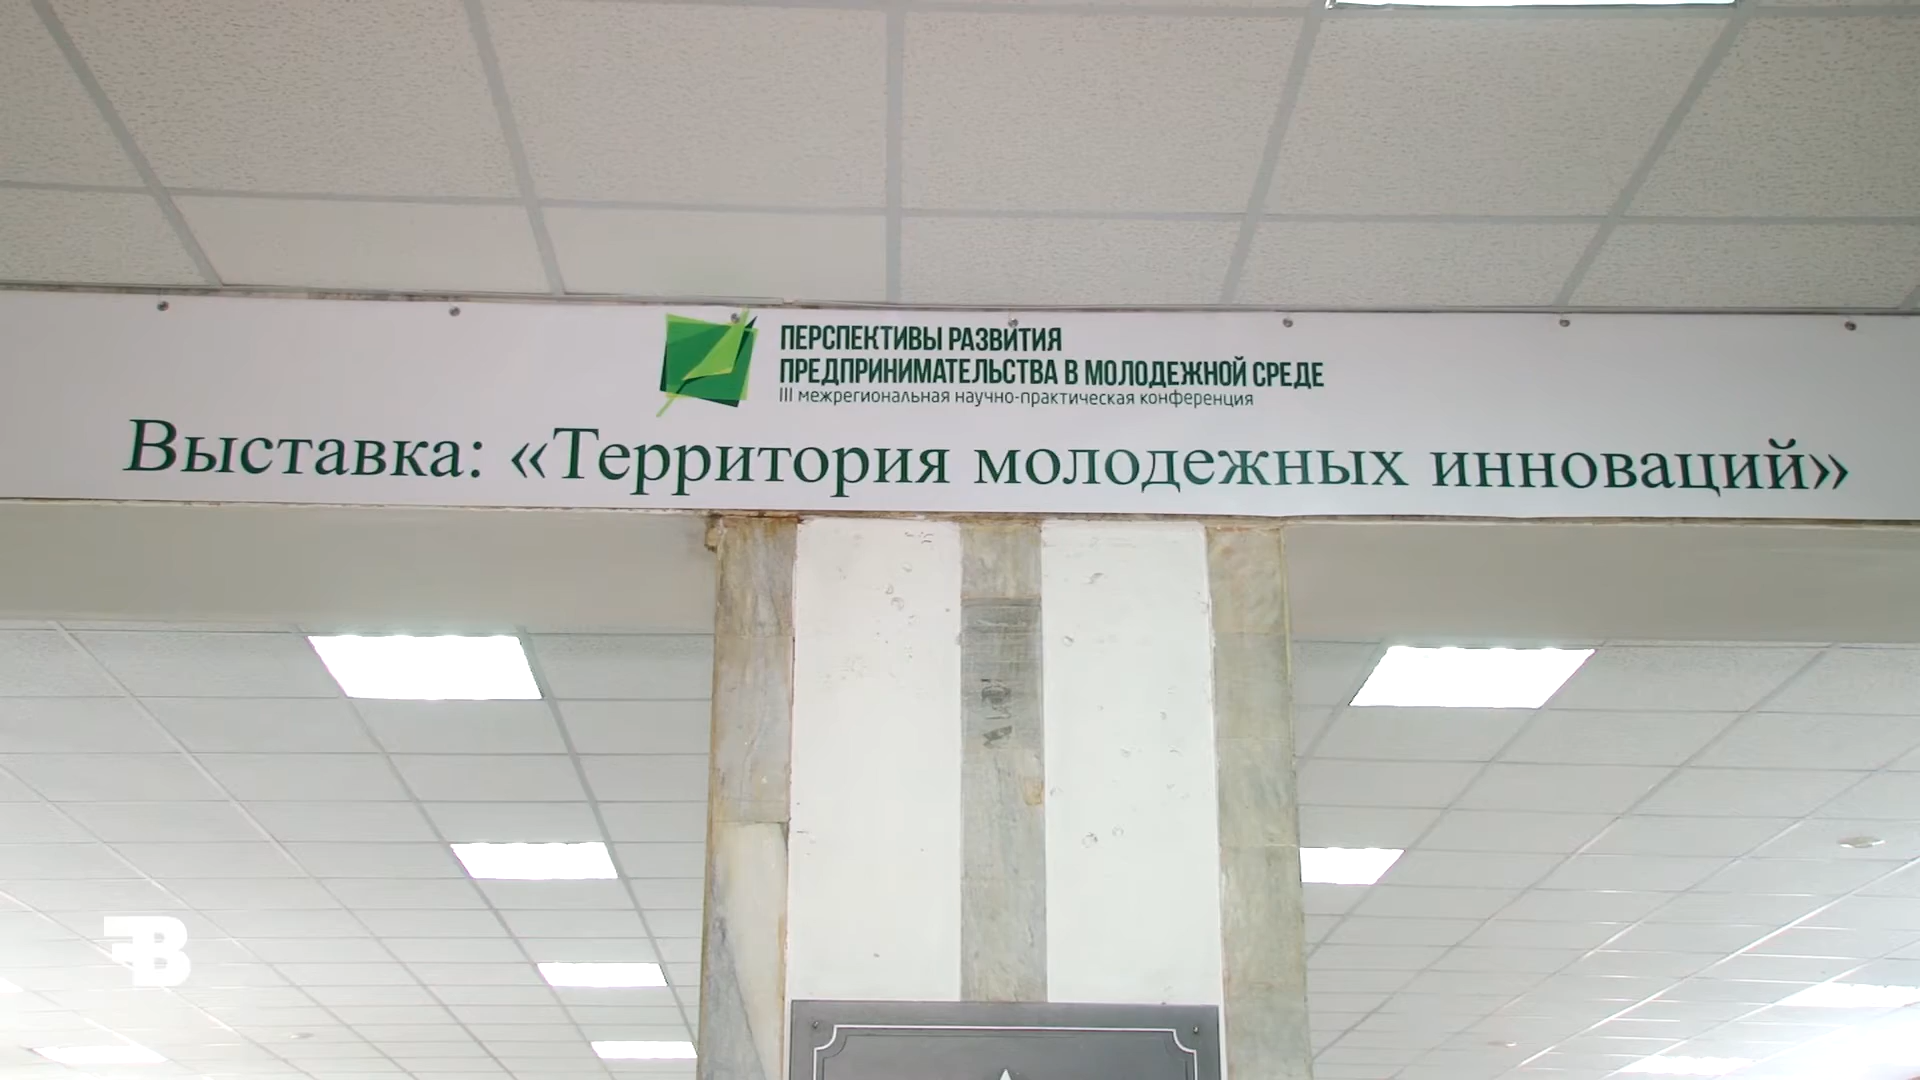 ПЕРСПЕКТИВЫ РАЗВИТИЯ
ПРЕДПРИНИМАТЕЛЬСТВА В МОЛОДЕЖНОЙ СРЕДЕ
III межрегиональная научно-практическая конференция
Выставка: «Территория молодежных инноваций»